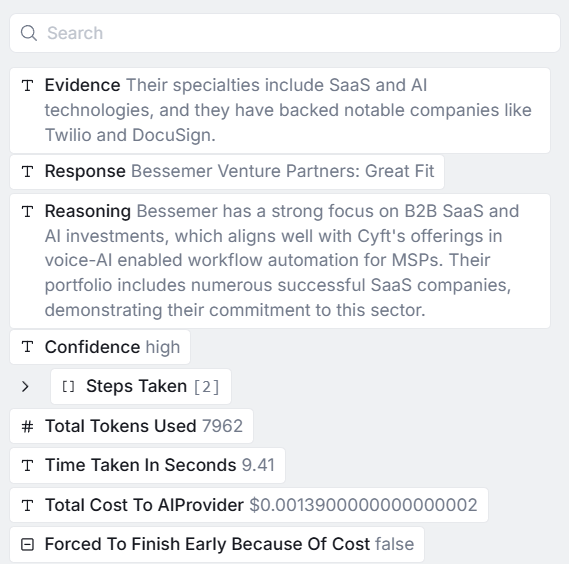 Search
T Evidence Their specialties include SaaS and AI
technologies, and they have backed notable companies like
Twilio and DocuSign.
T Response Bessemer Venture Partners: Great Fit
T Reasoning Bessemer has a strong focus on B2B SaaS and
AI investments, which aligns well with Cyft's offerings in
voice-AI enabled workflow automation for MSPs. Their
portfolio includes numerous successful SaaS companies,
demonstrating their commitment to this sector.
T Confidence high
[] Steps Taken [2]
# Total Tokens Used 7962
T Time Taken In Seconds 9.41
T Total Cost To AIProvider $0.0013900000000000002
Forced To Finish Early Because Of Cost false